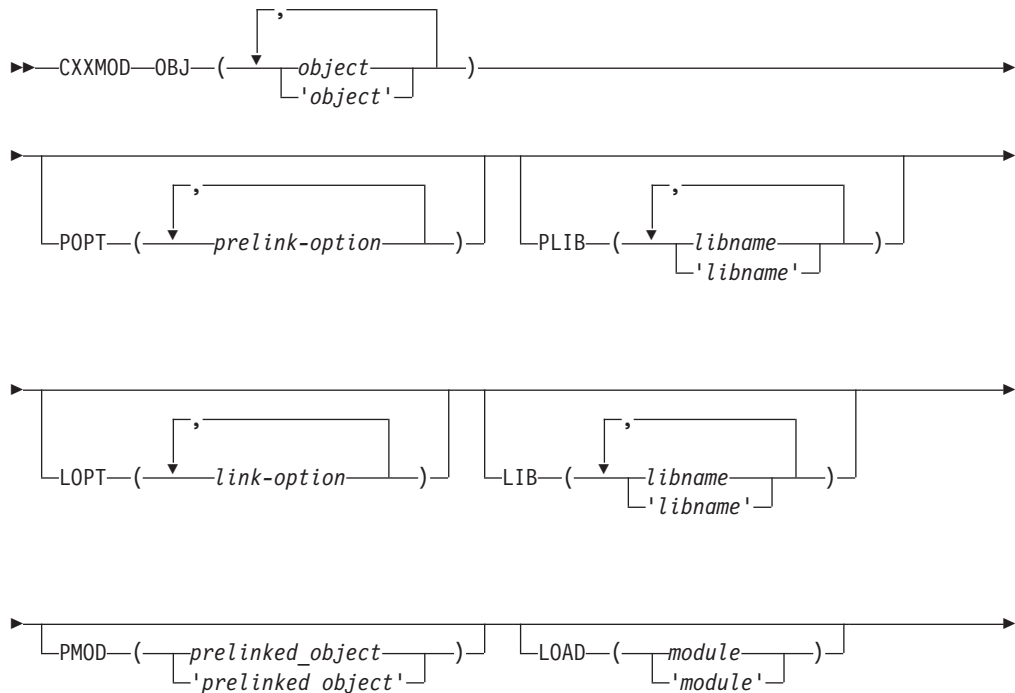 ,
CXXMOD OBJ ( object )
'object'
, ,
POPT ( prelink-option ) PLIB ( libname )
'libname'
, ,
LOPT ( link-option ) LIB ( libname )
'libname'
PMOD ( prelinked_object ) LOAD ( module )
'prelinked object' 'module'